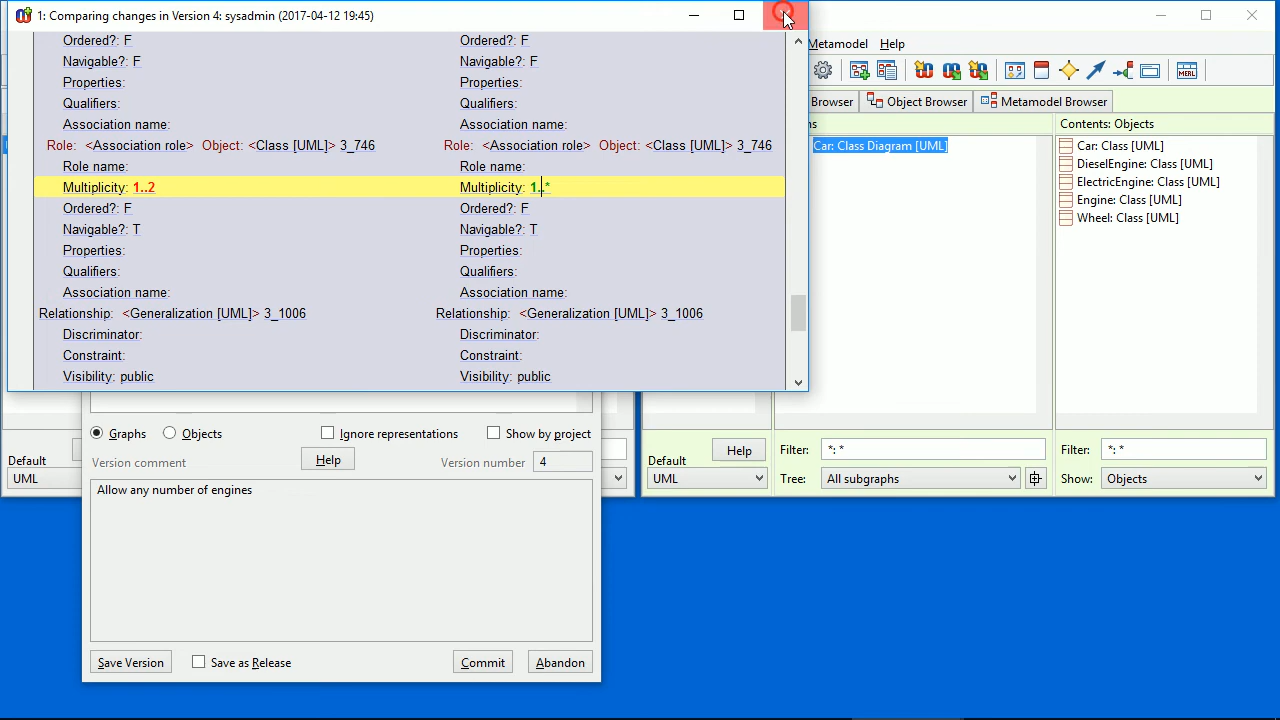 1: Comparing changes in Version 4: sysadmin (2017-04-12 19:45)
Ordered?: F
Ordered?: F
Navigable?: F
Navigable?: F
Properties:
Properties:
Qualifiers:
Qualifiers:
Association name:
Association name:
Role: <Association role> Object: <Class [UML]> 3_746
Role: <Association role> Object: <Class [UML]> 3_746
Role name:
Role name:
Multiplicity: 1..2
Multiplicity: 1..*
Ordered?: F
Ordered?: F
Navigable?: T
Navigable?: T
Properties:
Properties:
Qualifiers:
Qualifiers:
Association name:
Association name:
Relationship: <Generalization [UML]> 3_1006
Relationship: <Generalization [UML]> 3_1006
Discriminator:
Discriminator:
Constraint:
Constraint:
Visibility: public
Visibility: public
Metamodel Help
MERL
Browser
Object Browser
Metamodel Browser
Contents: Objects
Car: Class Diagram [UML]
Car: Class [UML]
DieselEngine: Class [UML]
ElectricEngine: Class [UML]
Engine: Class [UML]
Wheel: Class [UML]
Graphs
Objects
Ignore representations
Show by project
Version comment
Help
Version number
4
Allow any number of engines
Save Version
Save as Release
Commit
Abandon
Default
UML
Default
Help
UML
Filter:
*: *
Tree:
All subgraphs
Filter:
*: *
Show:
Objects